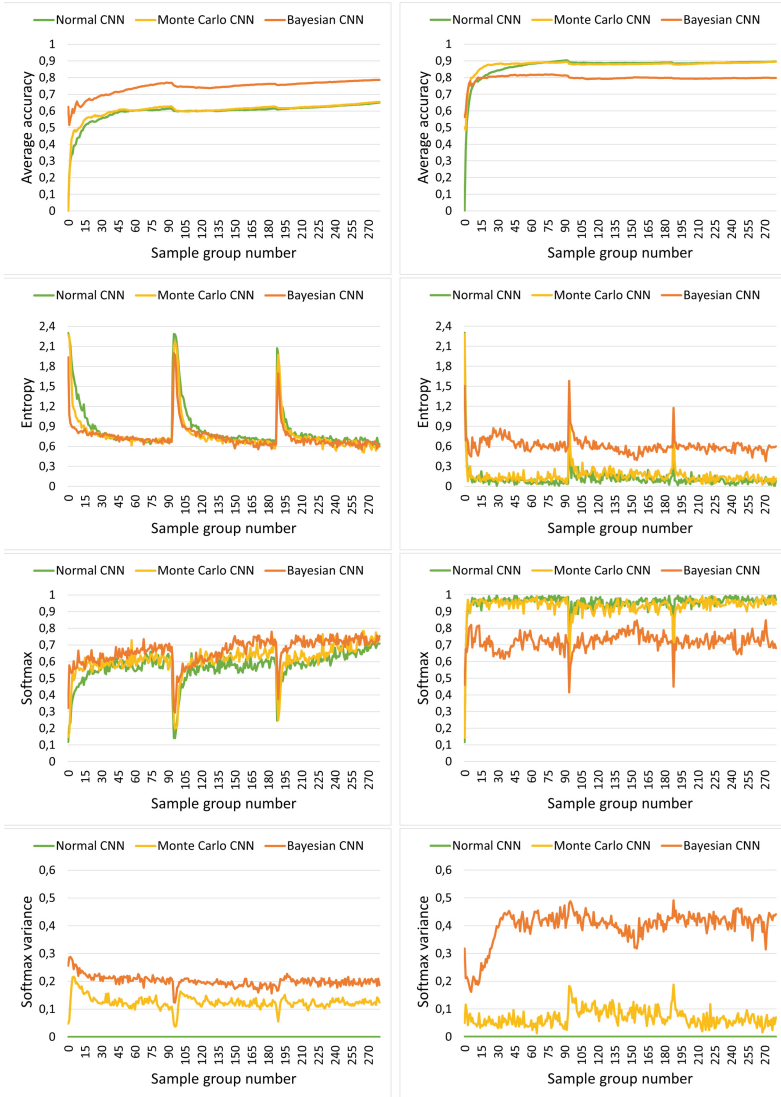 Normal CNN Monte Carlo CNN Bayesian CNN
Average accuracy
1
0,9
0,8
0,7
0,6
0,5
0,4
0,3
0,2
0,1
0
0 15 30 45 60 75 90 105 120 135 150 165 180 195 210 225 240 255 270
Sample group number
Normal CNN Monte Carlo CNN Bayesian CNN
Average accuracy
1
0,9
0,8
0,7
0,6
0,5
0,4
0,3
0,2
0,1
0
0 15 30 45 60 75 90 105 120 135 150 165 180 195 210 225 240 255 270
Sample group number
Normal CNN Monte Carlo CNN Bayesian CNN
Entropy
2,4
2,1
1,8
1,5
1,2
0,9
0,6
0,3
0
0 15 30 45 60 75 90 105 120 135 150 165 180 195 210 225 240 255 270
Sample group number
Normal CNN Monte Carlo CNN Bayesian CNN
Entropy
2,4
2,1
1,8
1,5
1,2
0,9
0,6
0,3
0
0 15 30 45 60 75 90 105 120 135 150 165 180 195 210 225 240 255 270
Sample group number
Normal CNN Monte Carlo CNN Bayesian CNN
Softmax
1
0,9
0,8
0,7
0,6
0,5
0,4
0,3
0,2
0,1
0
0 15 30 45 60 75 90 105 120 135 150 165 180 195 210 225 240 255 270
Sample group number
Normal CNN Monte Carlo CNN Bayesian CNN
Softmax
1
0,9
0,8
0,7
0,6
0,5
0,4
0,3
0,2
0,1
0
0 15 30 45 60 75 90 105 120 135 150 165 180 195 210 225 240 255 270
Sample group number
Normal CNN Monte Carlo CNN Bayesian CNN
Softmax variance
0,6
0,5
0,4
0,3
0,2
0,1
0
0 15 30 45 60 75 90 105 120 135 150 165 180 195 210 225 240 255 270
Sample group number
Normal CNN Monte Carlo CNN Bayesian CNN
Softmax variance
0,6
0,5
0,4
0,3
0,2
0,1
0
0 15 30 45 60 75 90 105 120 135 150 165 180 195 210 225 240 255 270
Sample group number